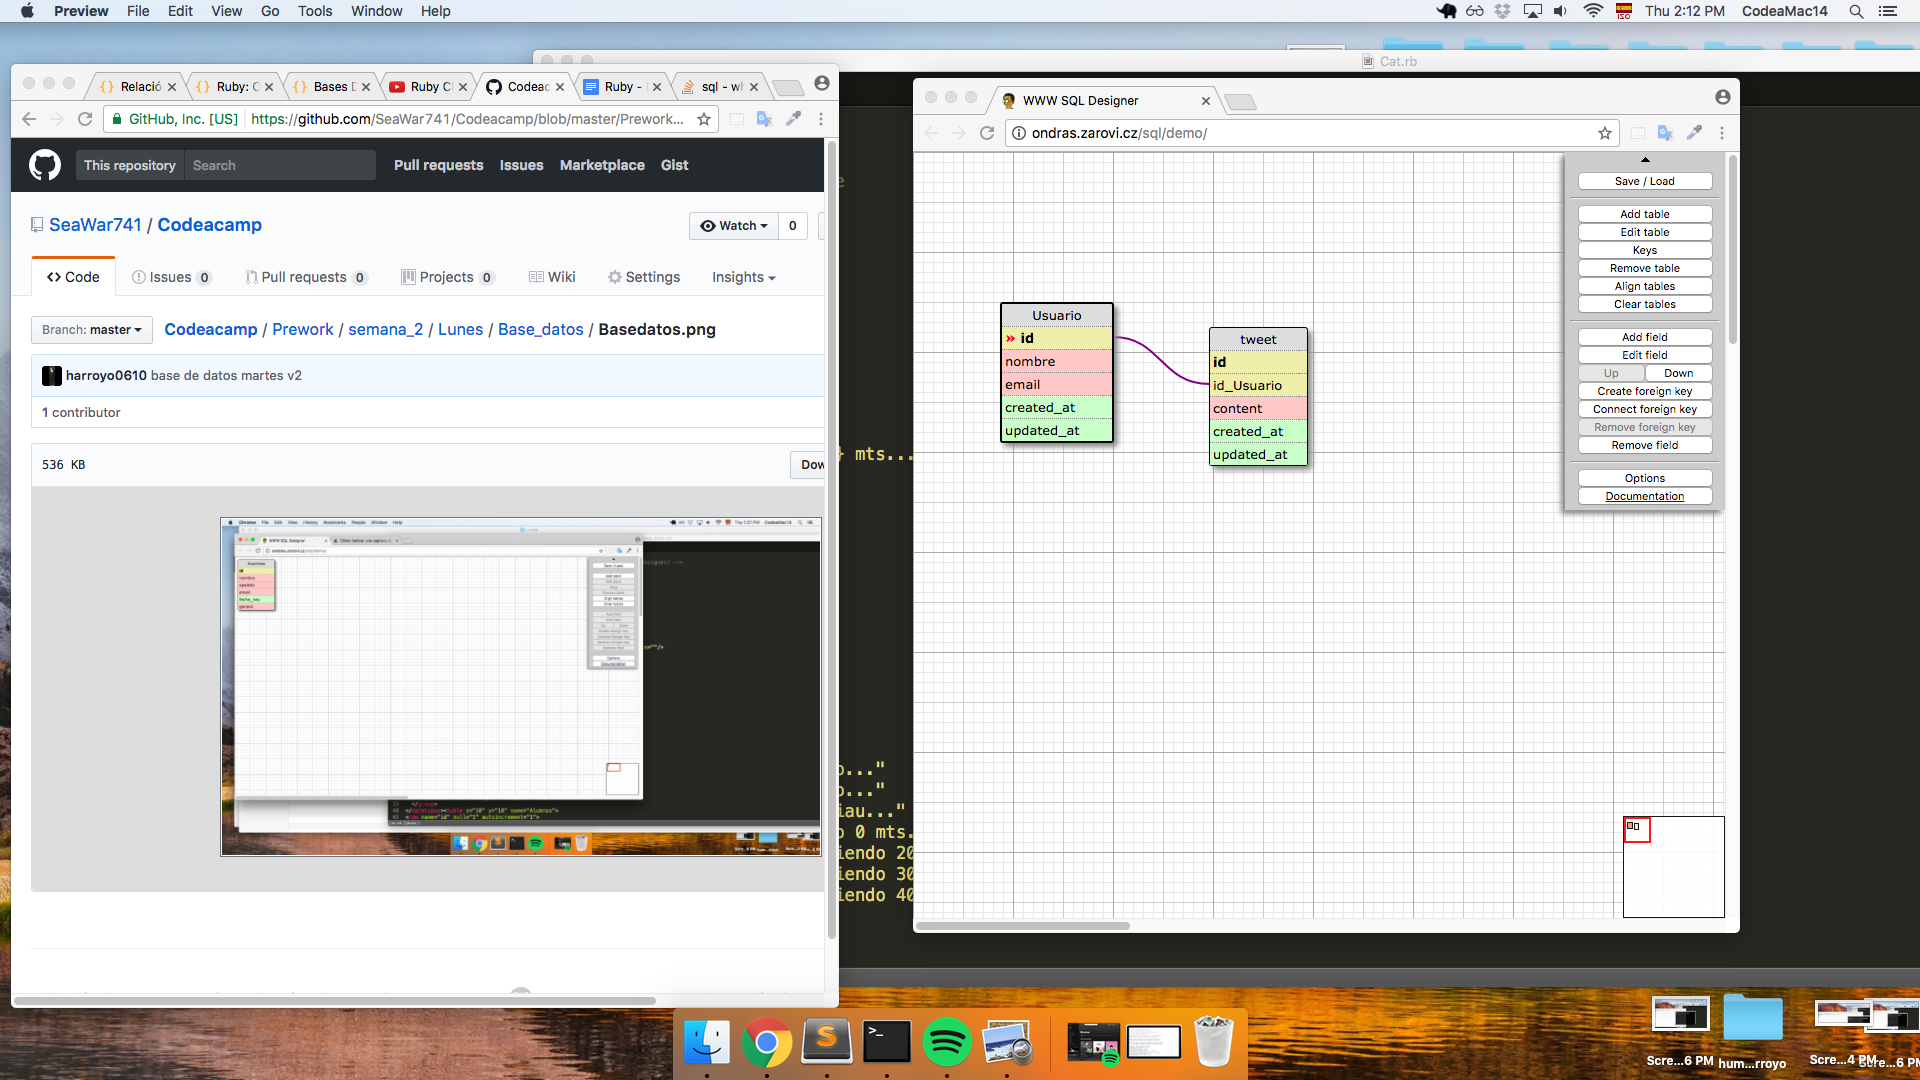 Preview File Edit View Go Tools Window Help
ISO Thu 2:12 PM CodeaMac14
Cat.rb
Relació Ruby: C Bases D Ruby C Codeac Ruby - sql - wh
GitHub, Inc. [US] https://github.com/SeaWar741/Codeacamp/blob/master/Prework...
This repository Search Pull requests Issues Marketplace Gist
SeaWar741 / Codeacamp
Watch 0
Code Issues 0 Pull requests 0 Projects 0 Wiki Settings Insights
Branch: master Codeacamp / Prework / semana_2 / Lunes / Base_datos / Basedatos.png
harroyo0610 base de datos martes v2
1 contributor
536 KB Dow
} mts...
o..."
o..."
iau..."
o 0 mts.
iendo 20
iendo 30
iendo 40
WWW SQL Designer
ondras.zarovi.cz/sql/demo/
Usuario
» id
nombre
email
created_at
updated_at
tweet
id
id_Usuario
content
created_at
updated_at
Save / Load
Add table
Edit table
Keys
Remove table
Align tables
Clear tables
Add field
Edit field
Up Down
Create foreign key
Connect foreign key
Remove foreign key
Remove field
Options
Documentation
Scre...6 PM hum...rroyo Scre...4 PM Scre...6 PM